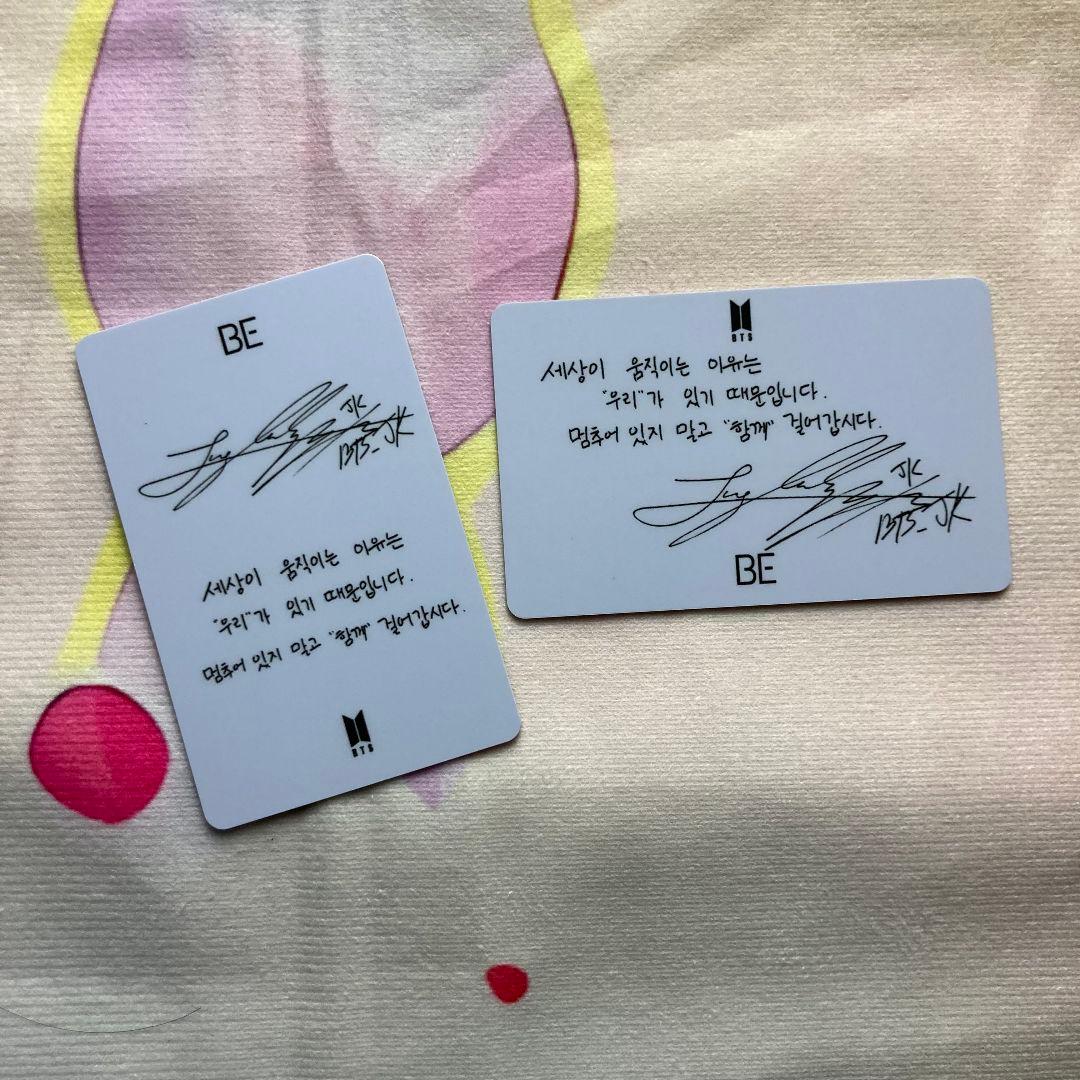 BE
JK
BTS_JK
세상이 움직이는 이유는
"우리"가 있기 때문입니다.
멈추어 있지 말고 "함께" 걸어갑시다.
BTS
BTS
세상이 움직이는 이유는
"우리"가 있기 때문입니다.
멈추어 있지 말고 "함께" 걸어갑시다.
JK
BTS_JK
BE